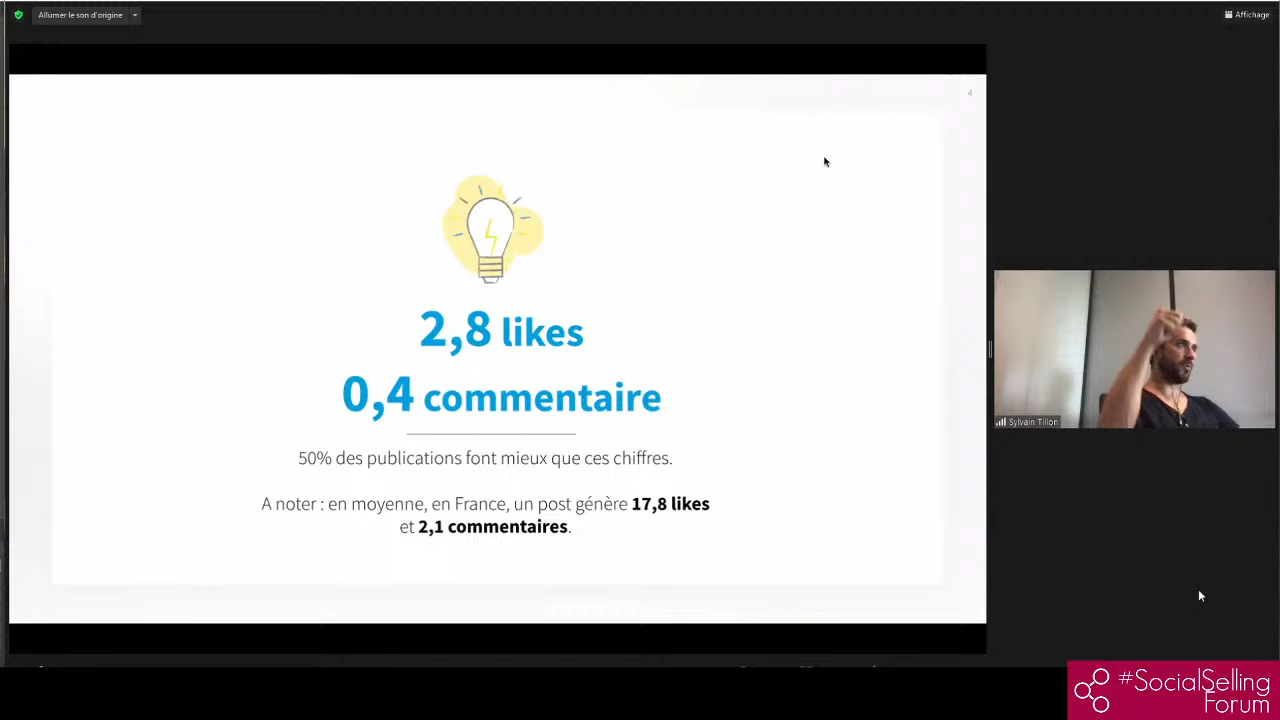 Allumer le son d'origine
Affichage
4
2,8 likes
0,4 commentaire
50% des publications font mieux que ces chiffres.
A noter : en moyenne, en France, un post génère 17,8 likes
et 2,1 commentaires.
Sylvain Tillon
#SocialSelling
Forum